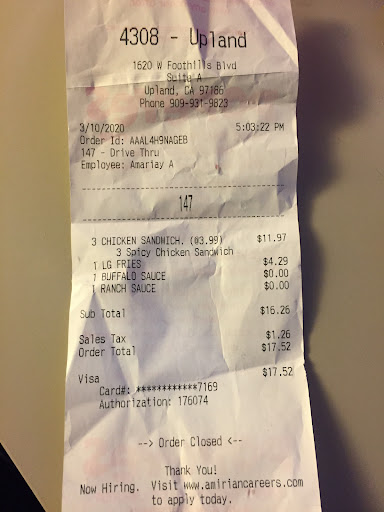 4308 - Upland
1620 W Foothills Blvd
Suite A
Upland, CA 97186
Phone 909-931-9823
3/10/2020 5:03:22 PM
Order Id: AAAL4H9NAGEB
147 - Drive Thru
Employee: Amariay A
147
3 CHICKEN SANDWICH, (@3.99) $11.97
3 Spicy Chicken Sandwich
1 LG FRIES $4.29
1 BUFFALO SAUCE $0.00
1 RANCH SAUCE $0.00
Sub Total $16.26
Sales Tax $1.26
Order Total $17.52
Visa $17.52
Card#: ************7169
Authorization: 176074
--> Order Closed <--
Thank You!
Now Hiring. Visit www.amiriancareers.com
to apply today.